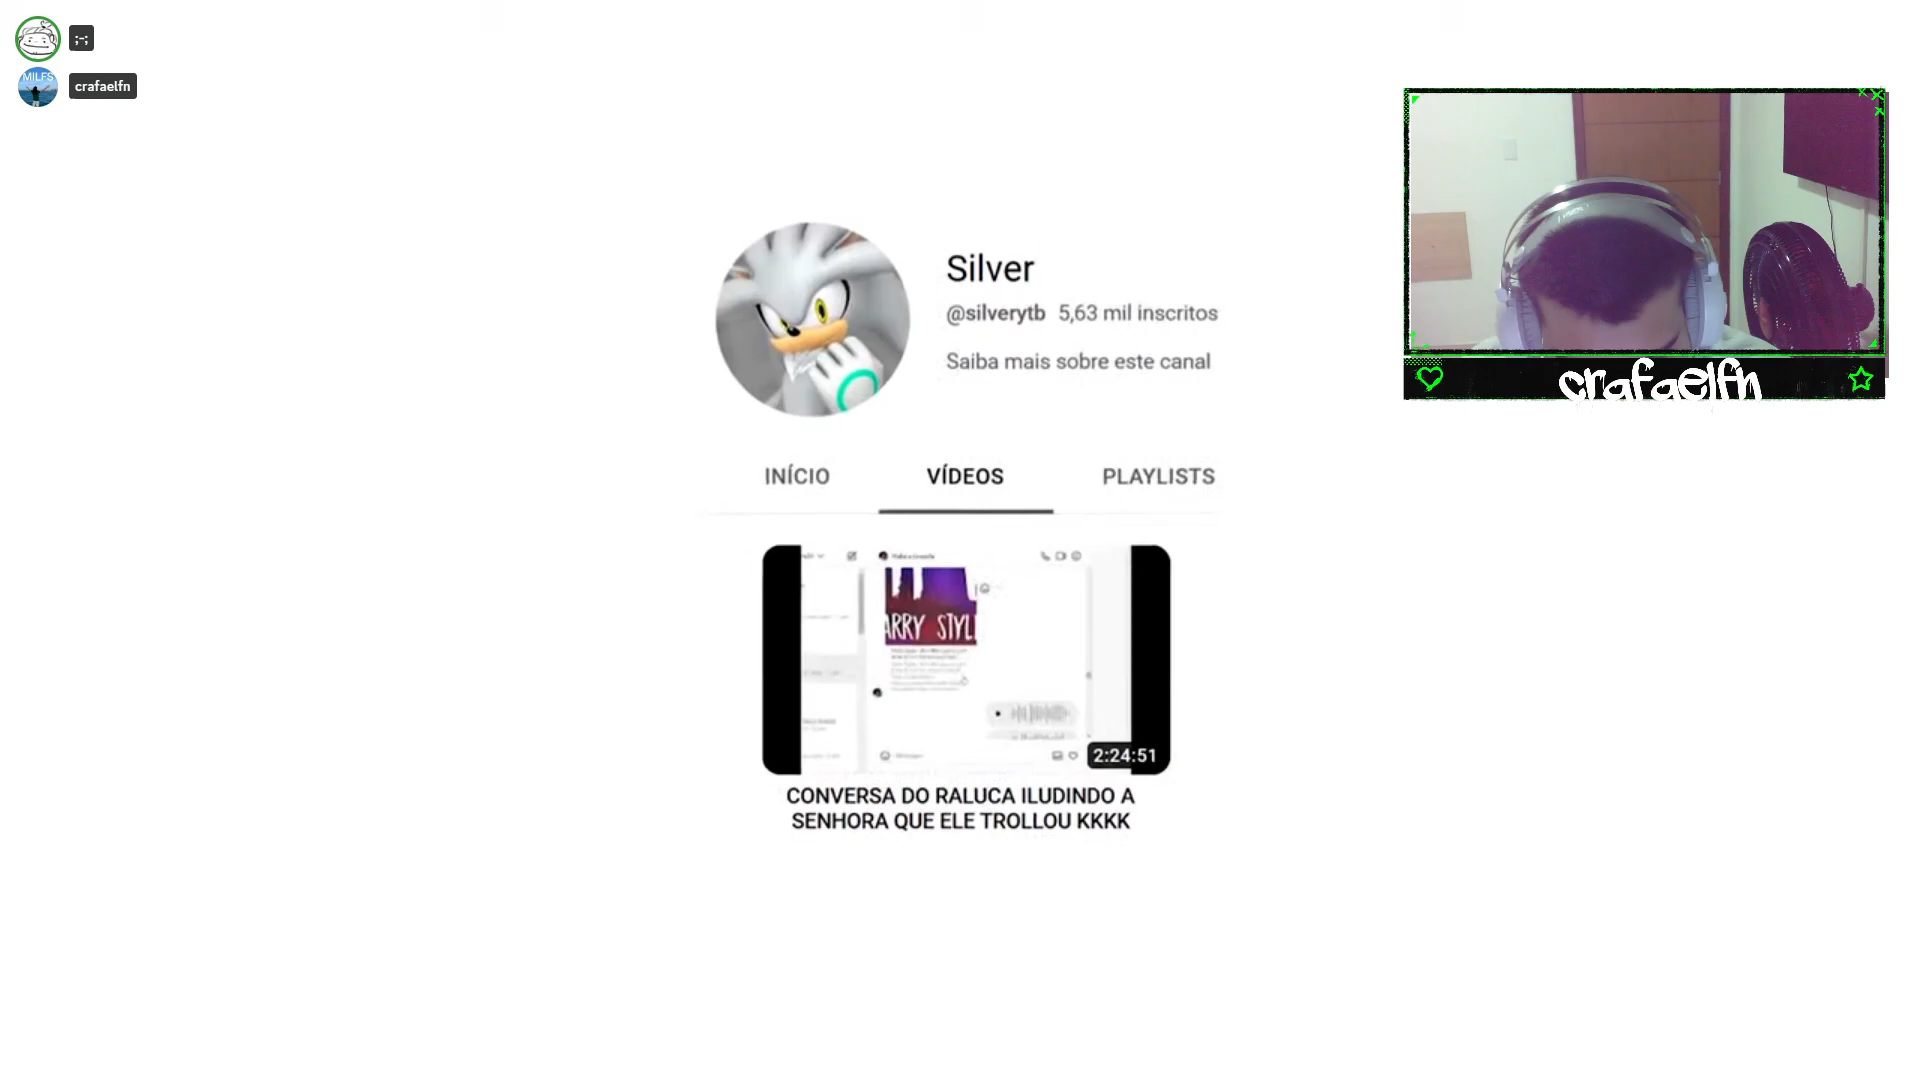 ;-;
MILFS
crafaelfn
Silver
@silverytb 5,63 mil inscritos
Saiba mais sobre este canal
crafaelfn
INÍCIO VÍDEOS PLAYLISTS
ARRY STYL
2:24:51
CONVERSA DO RALUCA ILUDINDO A
SENHORA QUE ELE TROLLOU KKKK